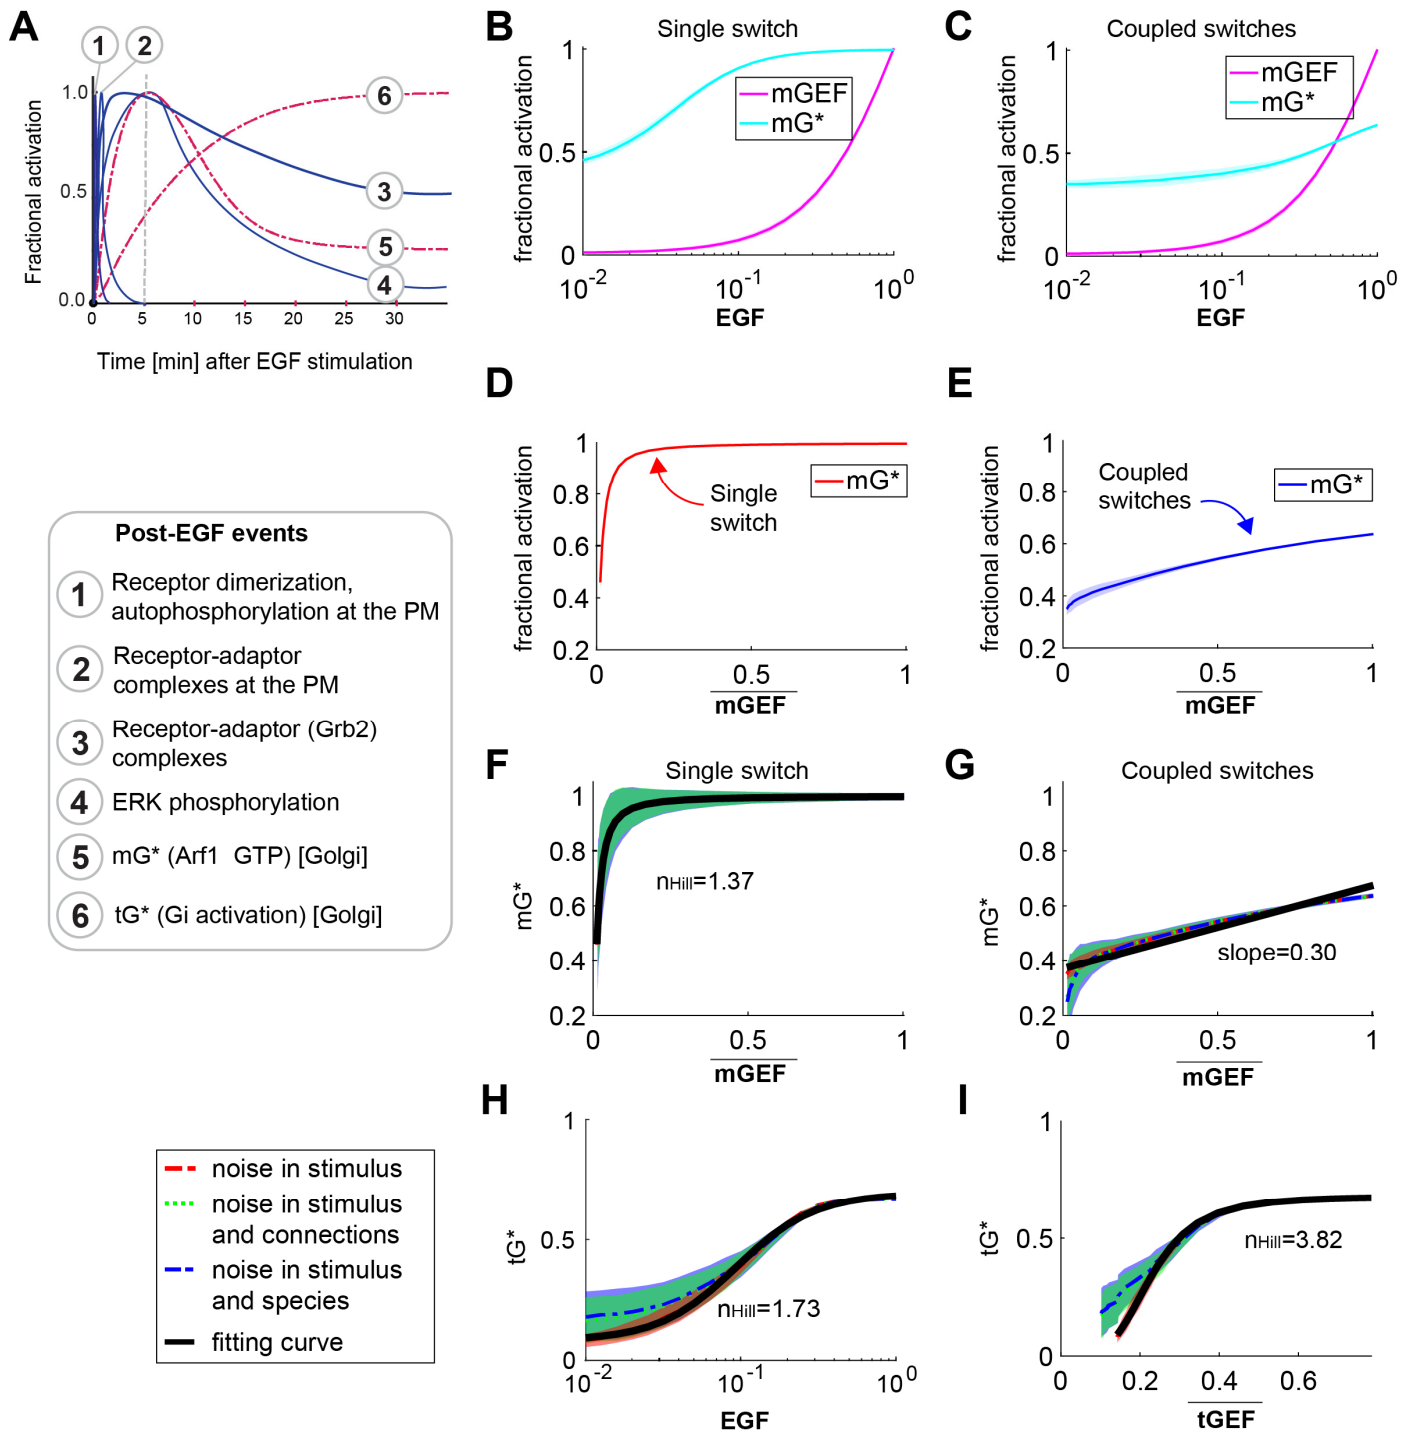 A
1
2
1.0
0.5
0.0
Fractional activation
6
3
5
4
0
5
10
15
20
25
30
Time [min] after EGF stimulation
B
Single switch
1
0.5
0
fractional activation
mGEF
mG*
10-2
10-1
100
EGF
C
Coupled switches
1
0.5
0
fractional activation
mGEF
mG*
10-2
10-1
100
EGF
D
1
0.8
0.6
0.4
0.2
fractional activation
mG*
Single
switch
0
0.5
1
mGEF
E
1
0.8
0.6
0.4
0.2
fractional activation
Coupled
switches
mG*
0
0.5
1
mGEF
Post-EGF events
1 Receptor dimerization,
autophosphorylation at the PM
2 Receptor-adaptor
complexes at the PM
3 Receptor-adaptor (Grb2)
complexes
4 ERK phosphorylation
5 mG* (Arf1 GTP) [Golgi]
6 tG* (Gi activation) [Golgi]
F
Single switch
1
0.8
0.6
0.4
0.2
mG*
nHill=1.37
0
0.5
1
mGEF
G
Coupled switches
1
0.8
0.6
0.4
0.2
mG*
slope=0.30
0
0.5
1
mGEF
noise in stimulus
noise in stimulus
and connections
noise in stimulus
and species
fitting curve
H
1
0.5
0
tG*
nHill=1.73
10-2
10-1
100
EGF
I
1
0.5
0
tG*
nHill=3.82
0
0.2
0.4
0.6
tGEF